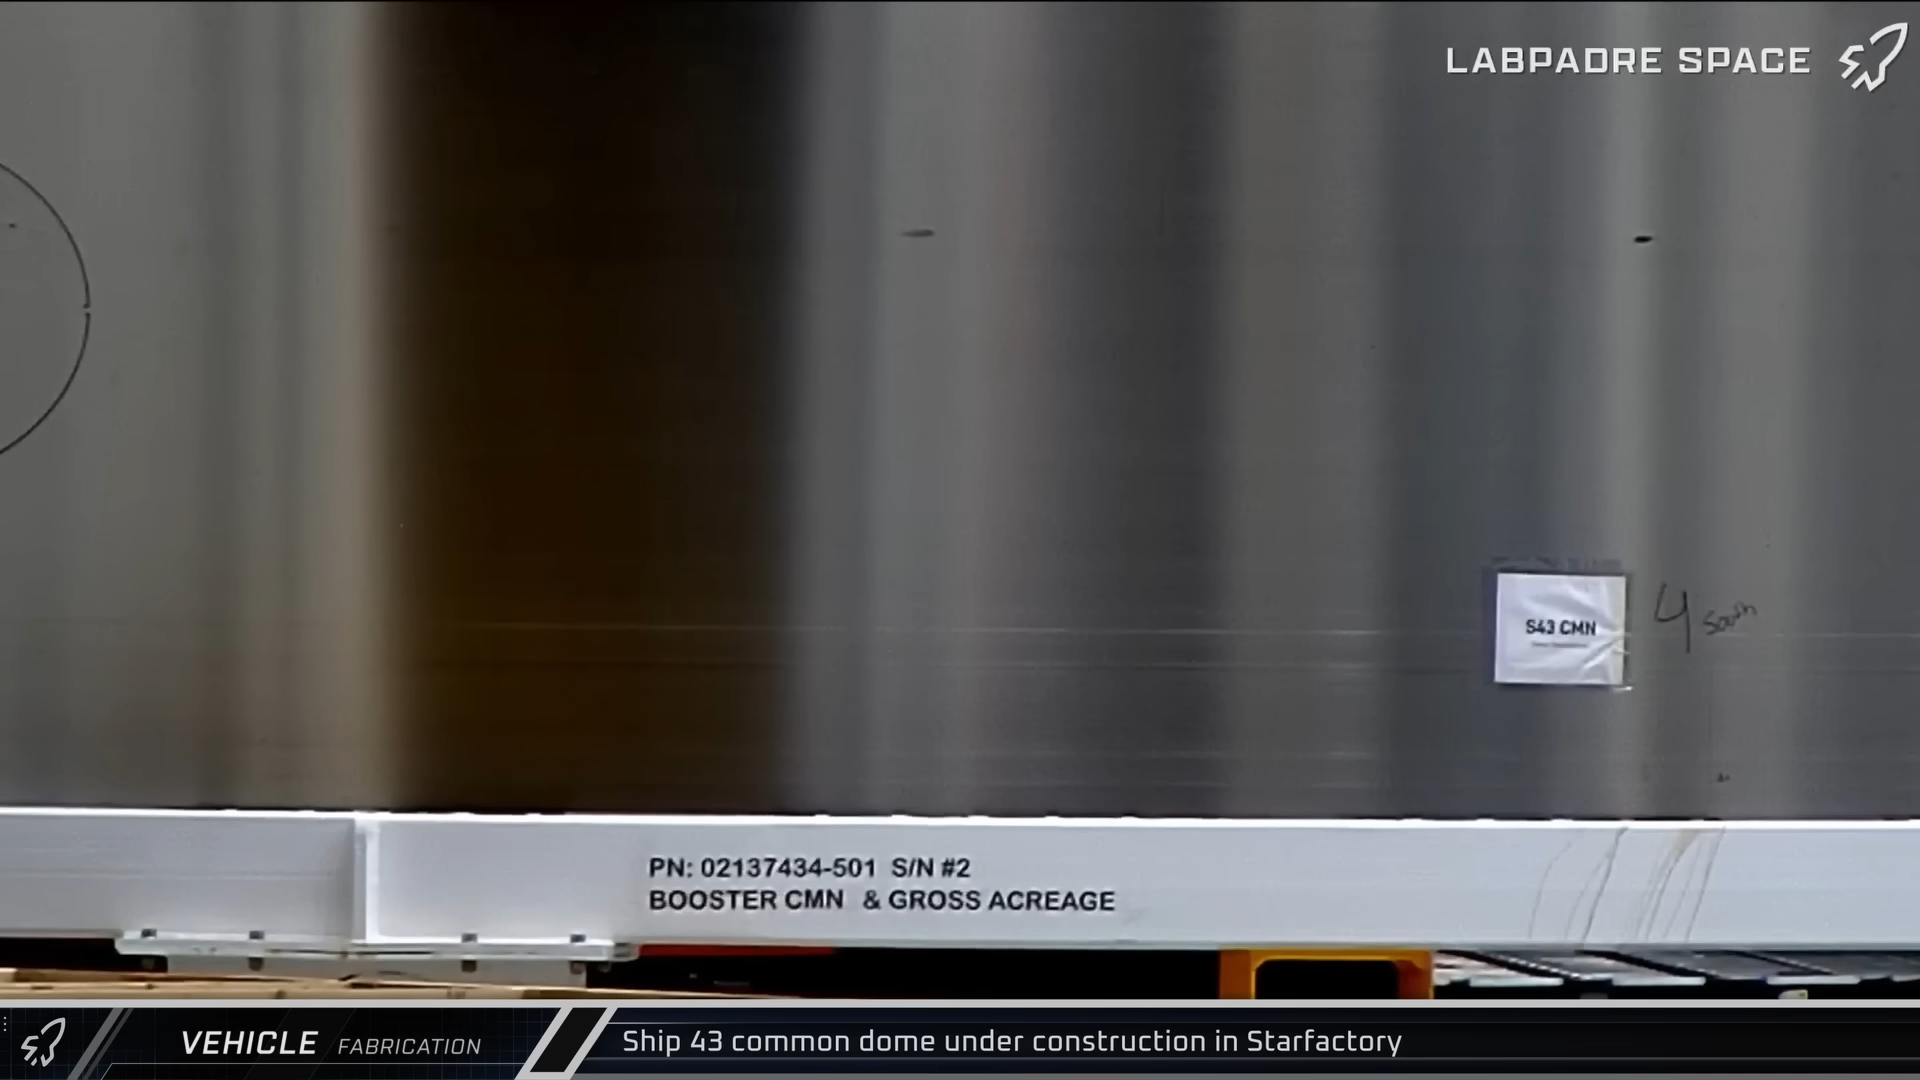 LABPADRE SPACE
S43 CMN
4 South
PN: 02137434-501 S/N #2
BOOSTER CMN & GROSS ACREAGE
VEHICLE FABRICATION
Ship 43 common dome under construction in Starfactory